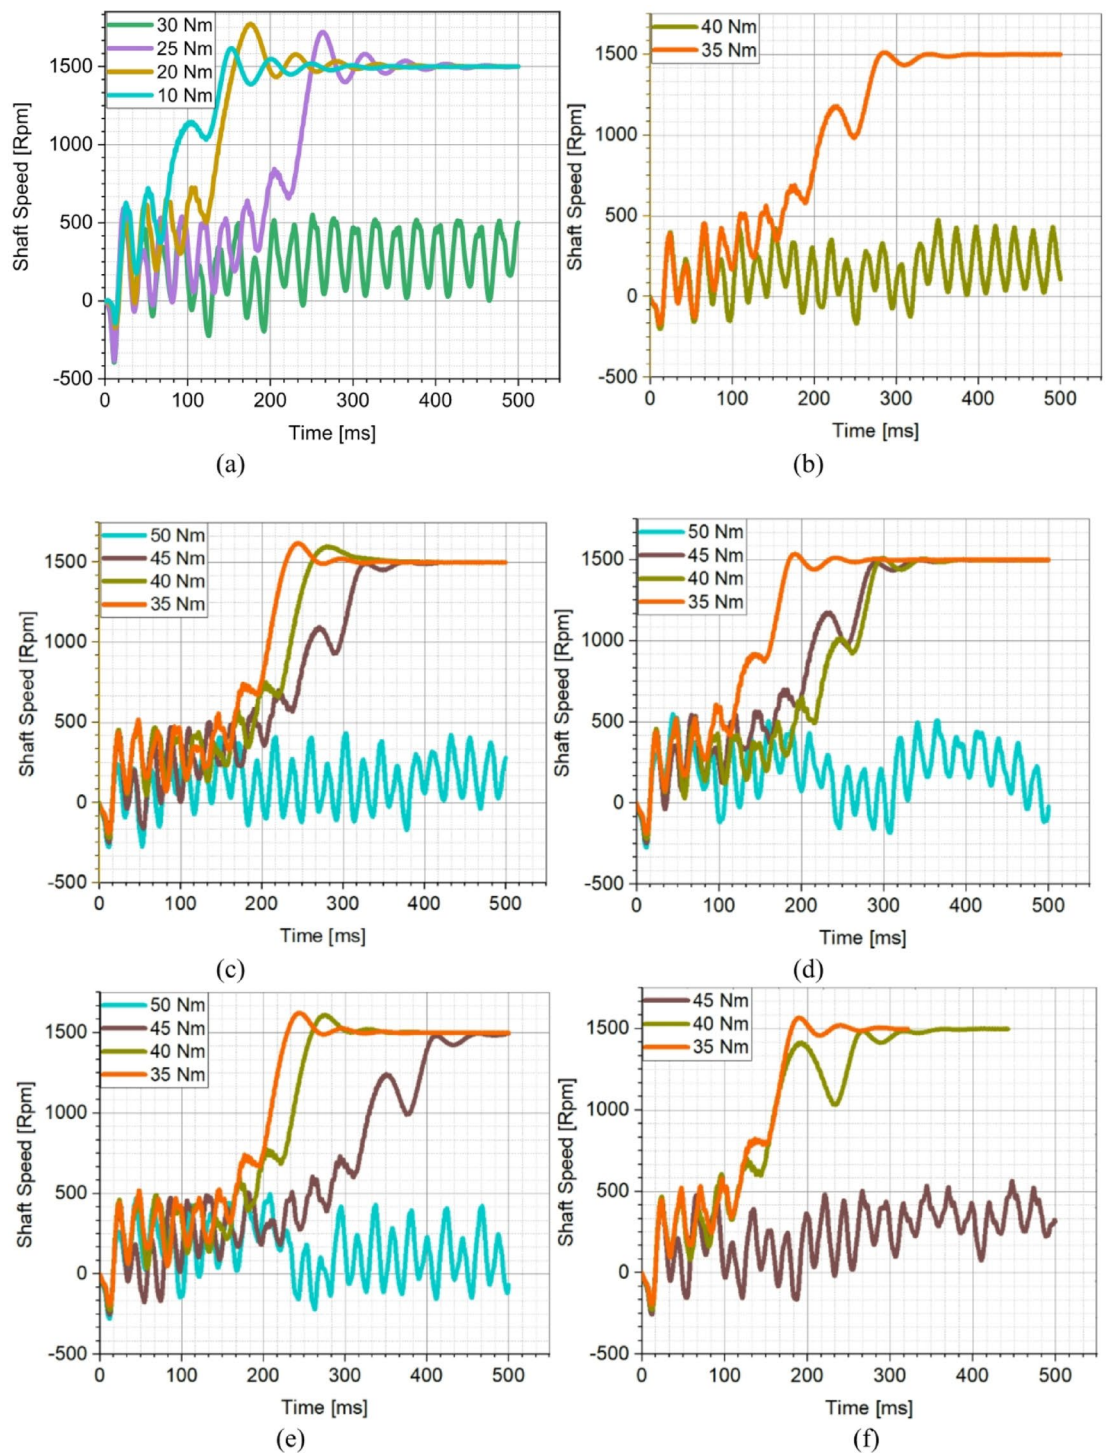 30 Nm
25 Nm
20 Nm
10 Nm
1500
1000
500
0
-500
Shaft Speed [Rpm]
0 100 200 300 400 500
Time [ms]
(a)
40 Nm
35 Nm
1500
1000
500
0
-500
Shaft Speed [Rpm]
0 100 200 300 400 500
Time [ms]
(b)
50 Nm
45 Nm
40 Nm
35 Nm
1500
1000
500
0
-500
Shaft Speed [Rpm]
0 100 200 300 400 500
Time [ms]
(c)
50 Nm
45 Nm
40 Nm
35 Nm
1500
1000
500
0
-500
Shaft Speed [Rpm]
0 100 200 300 400 500
Time [ms]
(d)
50 Nm
45 Nm
40 Nm
35 Nm
1500
1000
500
0
-500
Shaft Speed [Rpm]
0 100 200 300 400 500
Time [ms]
(e)
45 Nm
40 Nm
35 Nm
1500
1000
500
0
-500
Shaft Speed [Rpm]
0 100 200 300 400 500
Time [ms]
(f)